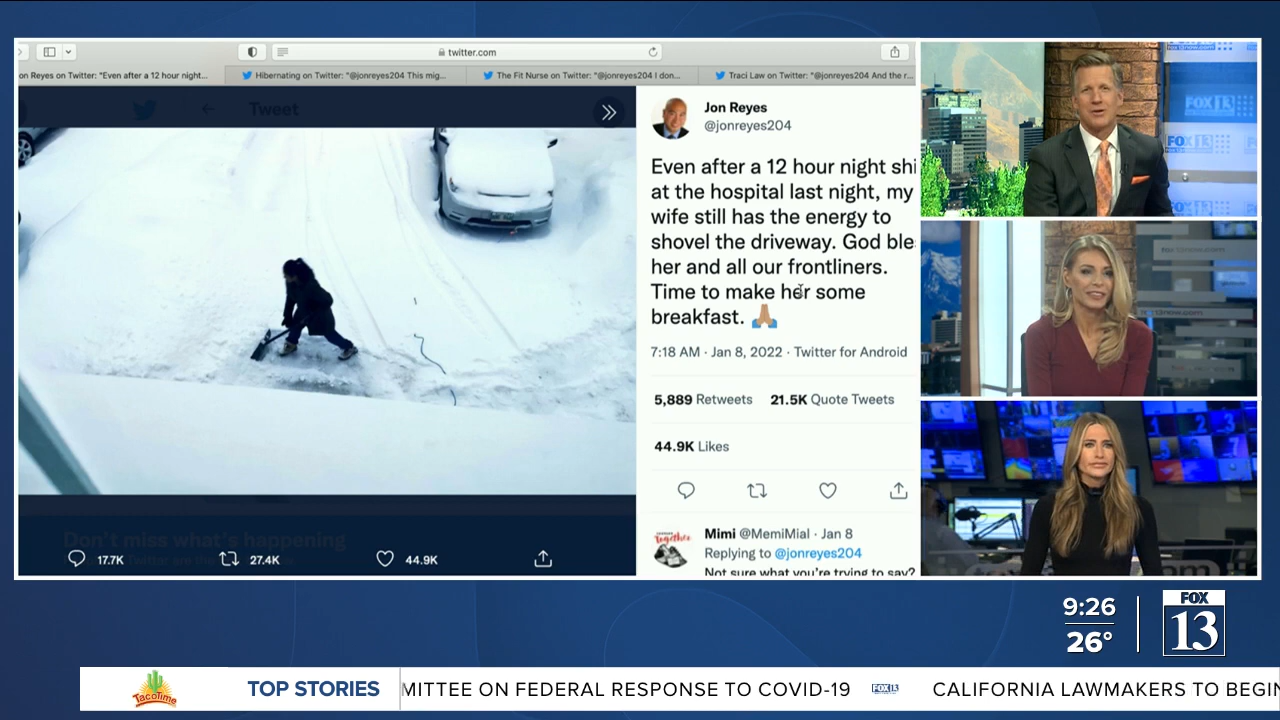 twitter.com
on Reyes on Twitter: "Even after a 12 hour night...
Hibernating on Twitter: "@jonreyes204 This mig...
The Fit Nurse on Twitter: "@jonreyes204 I don...
Traci Law on Twitter: "@jonreyes204 And the r...
Tweet
Jon Reyes
@jonreyes204
Even after a 12 hour night shi
at the hospital last night, my
wife still has the energy to
shovel the driveway. God ble
her and all our frontliners.
Time to make her some
breakfast. 🙏🏽
7:18 AM · Jan 8, 2022 · Twitter for Android
5,889 Retweets 21.5K Quote Tweets
44.9K Likes
Mimi @MemiMial · Jan 8
Replying to @jonreyes204
Not sure what you're trying to say?
Together
Don't miss what's happening
17.7K
27.4K
44.9K
FOX 13
FOX 13
9:26
26°
FOX
13
TacoTime
TOP STORIES
MITTEE ON FEDERAL RESPONSE TO COVID-19
FOX 13
CALIFORNIA LAWMAKERS TO BEGIN